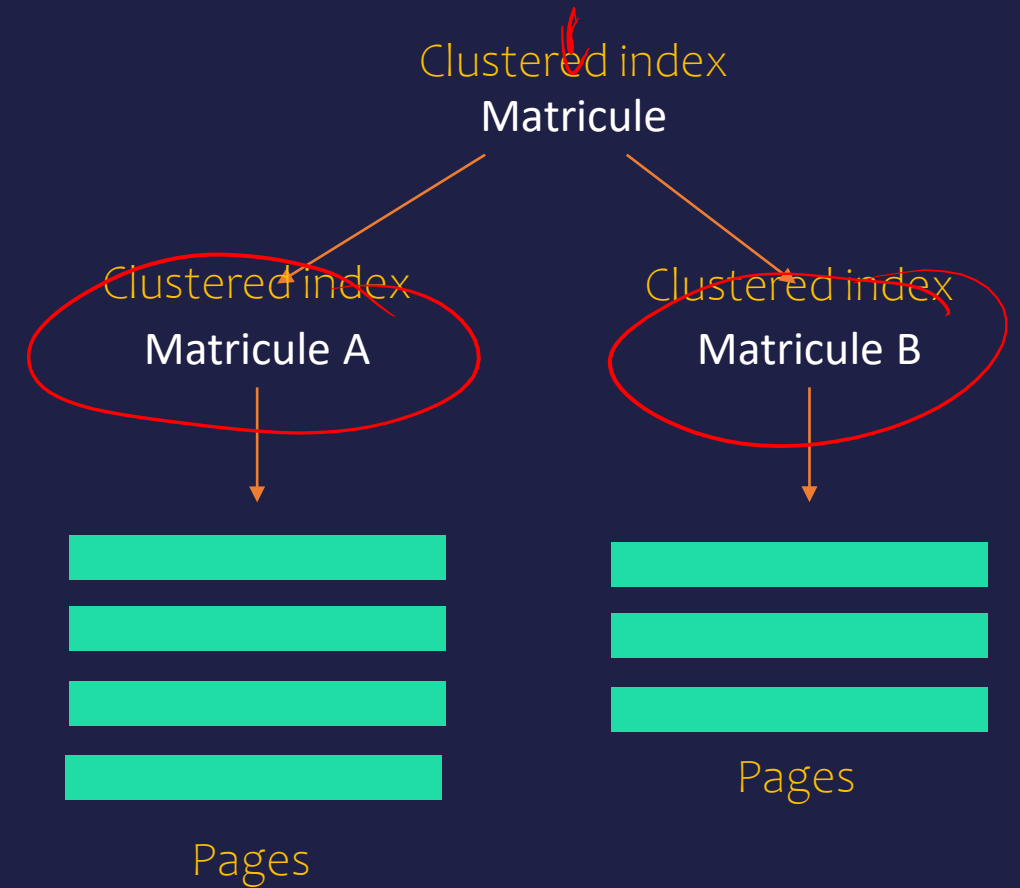 Clustered index
Matricule
Clustered index
Clustered index
Matricule A
Matricule B
Pages
Pages